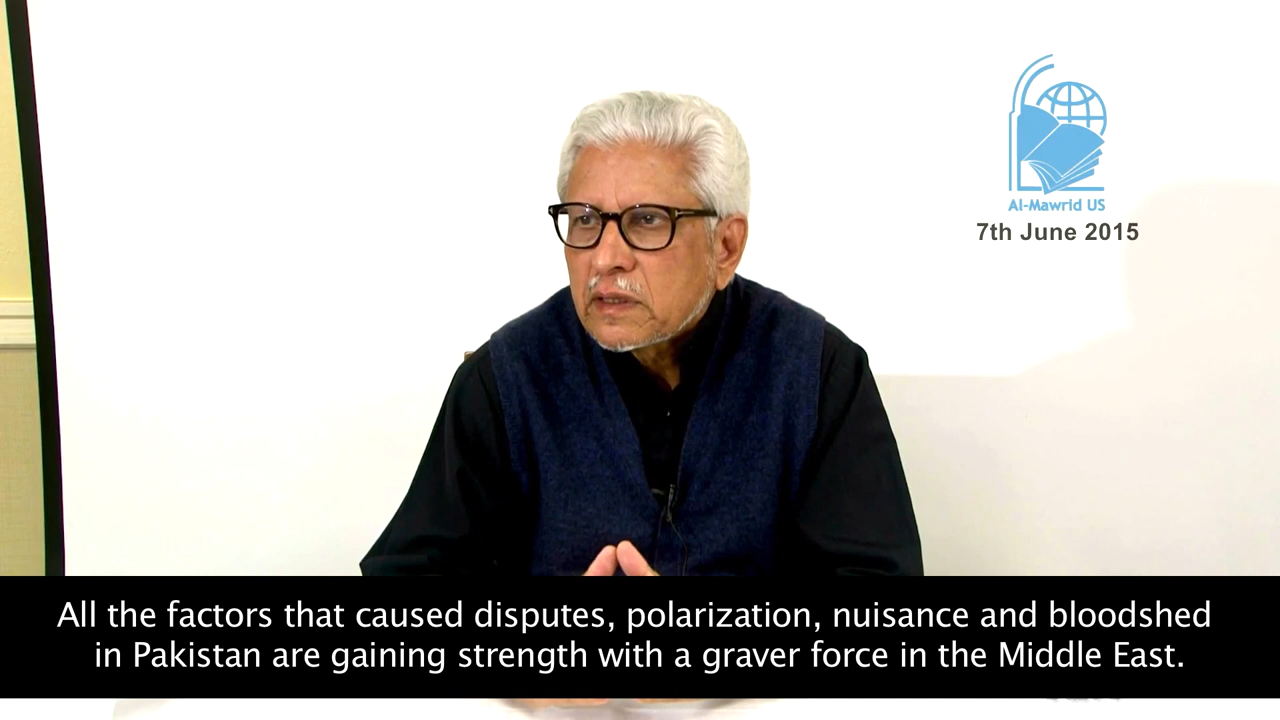 Al-Mawrid US
7th June 2015
All the factors that caused disputes, polarization, nuisance and bloodshed
in Pakistan are gaining strength with a graver force in the Middle East.